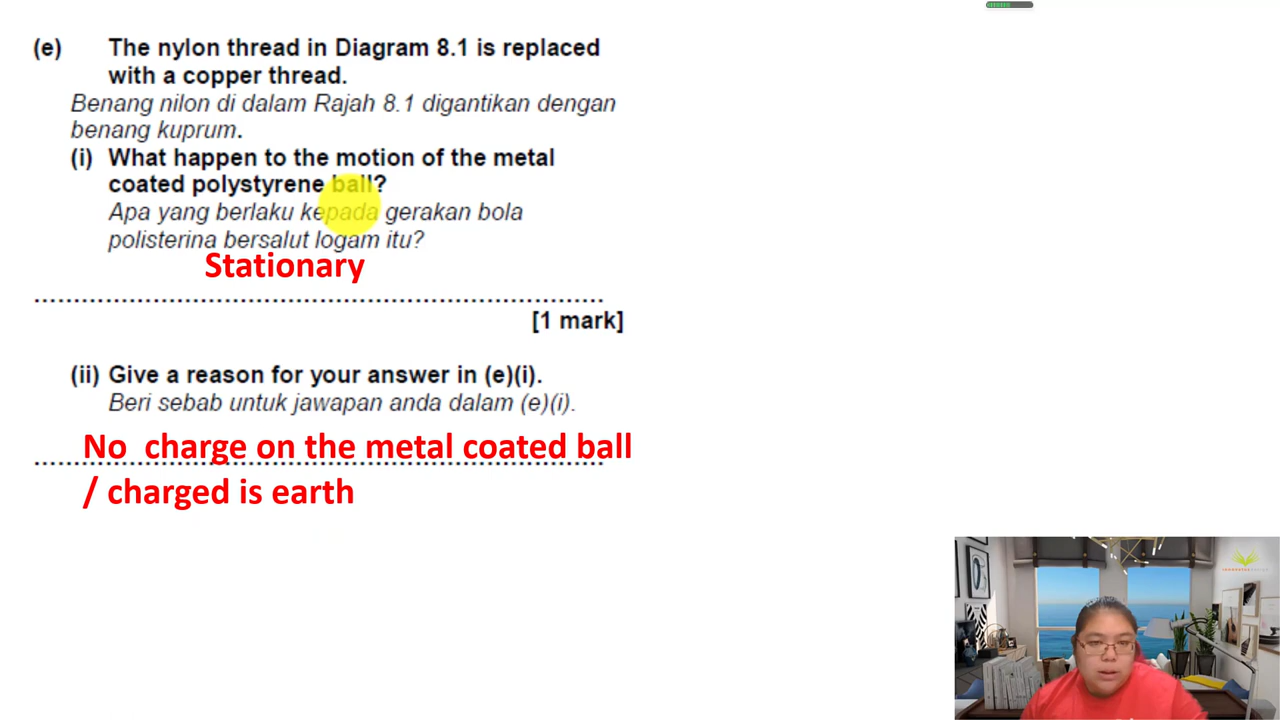 (e) The nylon thread in Diagram 8.1 is replaced
with a copper thread.
Benang nilon di dalam Rajah 8.1 digantikan dengan
benang kuprum.
(i) What happen to the motion of the metal
coated polystyrene ball?
Apa yang berlaku kepada gerakan bola
polisterina bersalut logam itu?
Stationary
................................................................................
[1 mark]
(ii) Give a reason for your answer in (e)(i).
Beri sebab untuk jawapan anda dalam (e)(i).
No charge on the metal coated ball
................................................................................
/ charged is earth